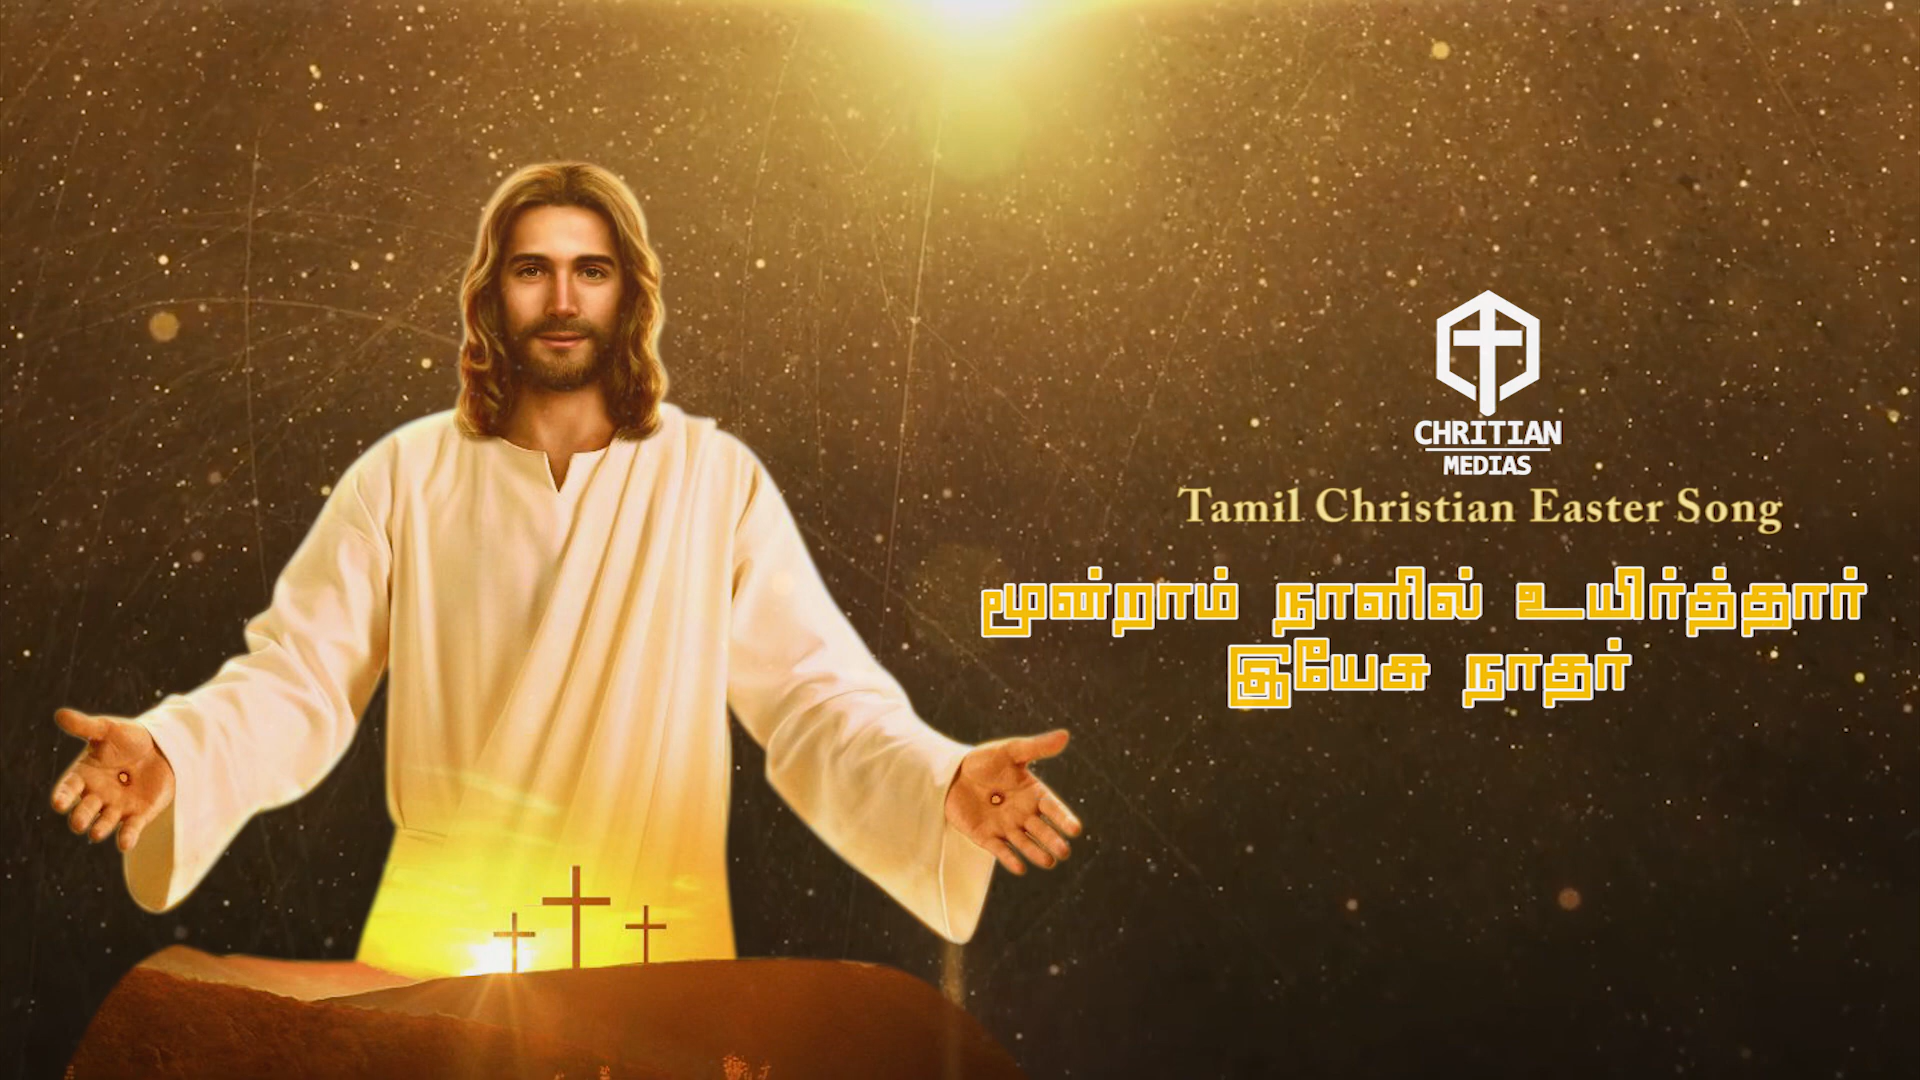 CHRITIAN
MEDIAS
Tamil Christian Easter Song
மூன்றாம் நாளில் உயிர்த்தார்
இயேசு நாதர்